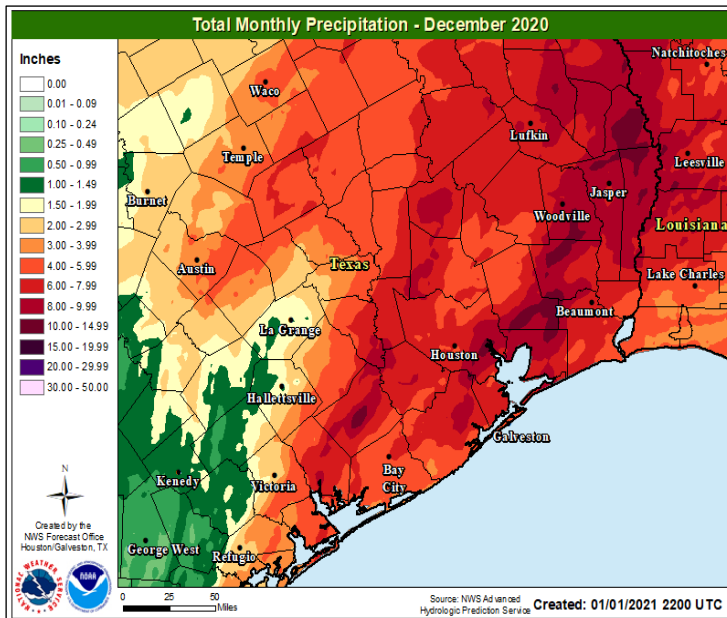 Total Monthly Precipitation - December 2020
Inches
0.00
0.01 - 0.09
0.10 - 0.24
0.25 - 0.49
0.50 - 0.99
1.00 - 1.49
1.50 - 1.99
2.00 - 2.99
3.00 - 3.99
4.00 - 5.99
6.00 - 7.99
8.00 - 9.99
10.00 - 14.99
15.00 - 19.99
20.00 - 29.99
30.00 - 50.00
Natchitoches
Waco
Lufkin
Temple
Leesville
Burnet
Jasper
Woodville
Louisiana
Austin
Texas
Lake Charles
Beaumont
La Grange
Houston
Hallettsville
Galveston
Kenedy
Victoria
Bay
City
George West
Refugio
N
Created by the
NWS Forecast Office
Houston/Galveston, TX
NATIONAL WEATHER SERVICE
NOAA
0 25 50
Miles
Source: NWS Advanced
Hydrologic Prediction Service
Created: 01/01/2021 2200 UTC